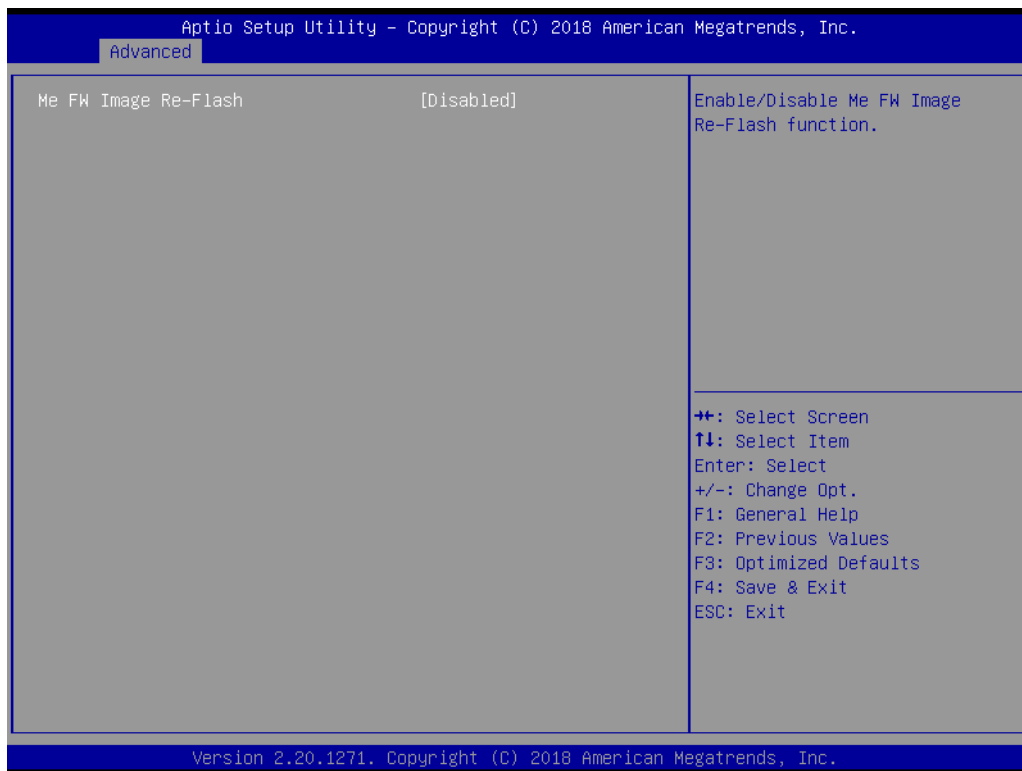 Aptio Setup Utility – Copyright (C) 2018 American Megatrends, Inc.
Advanced
Me FW Image Re-Flash [Disabled]
Enable/Disable Me FW Image
Re-Flash function.
→←: Select Screen
↑↓: Select Item
Enter: Select
+/-: Change Opt.
F1: General Help
F2: Previous Values
F3: Optimized Defaults
F4: Save & Exit
ESC: Exit
Version 2.20.1271. Copyright (C) 2018 American Megatrends, Inc.